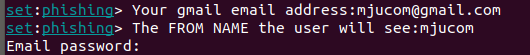 set:phishing> Your gmail email address:mjucom@gmail.com
set:phishing> The FROM NAME the user will see:mjucom
Email password: